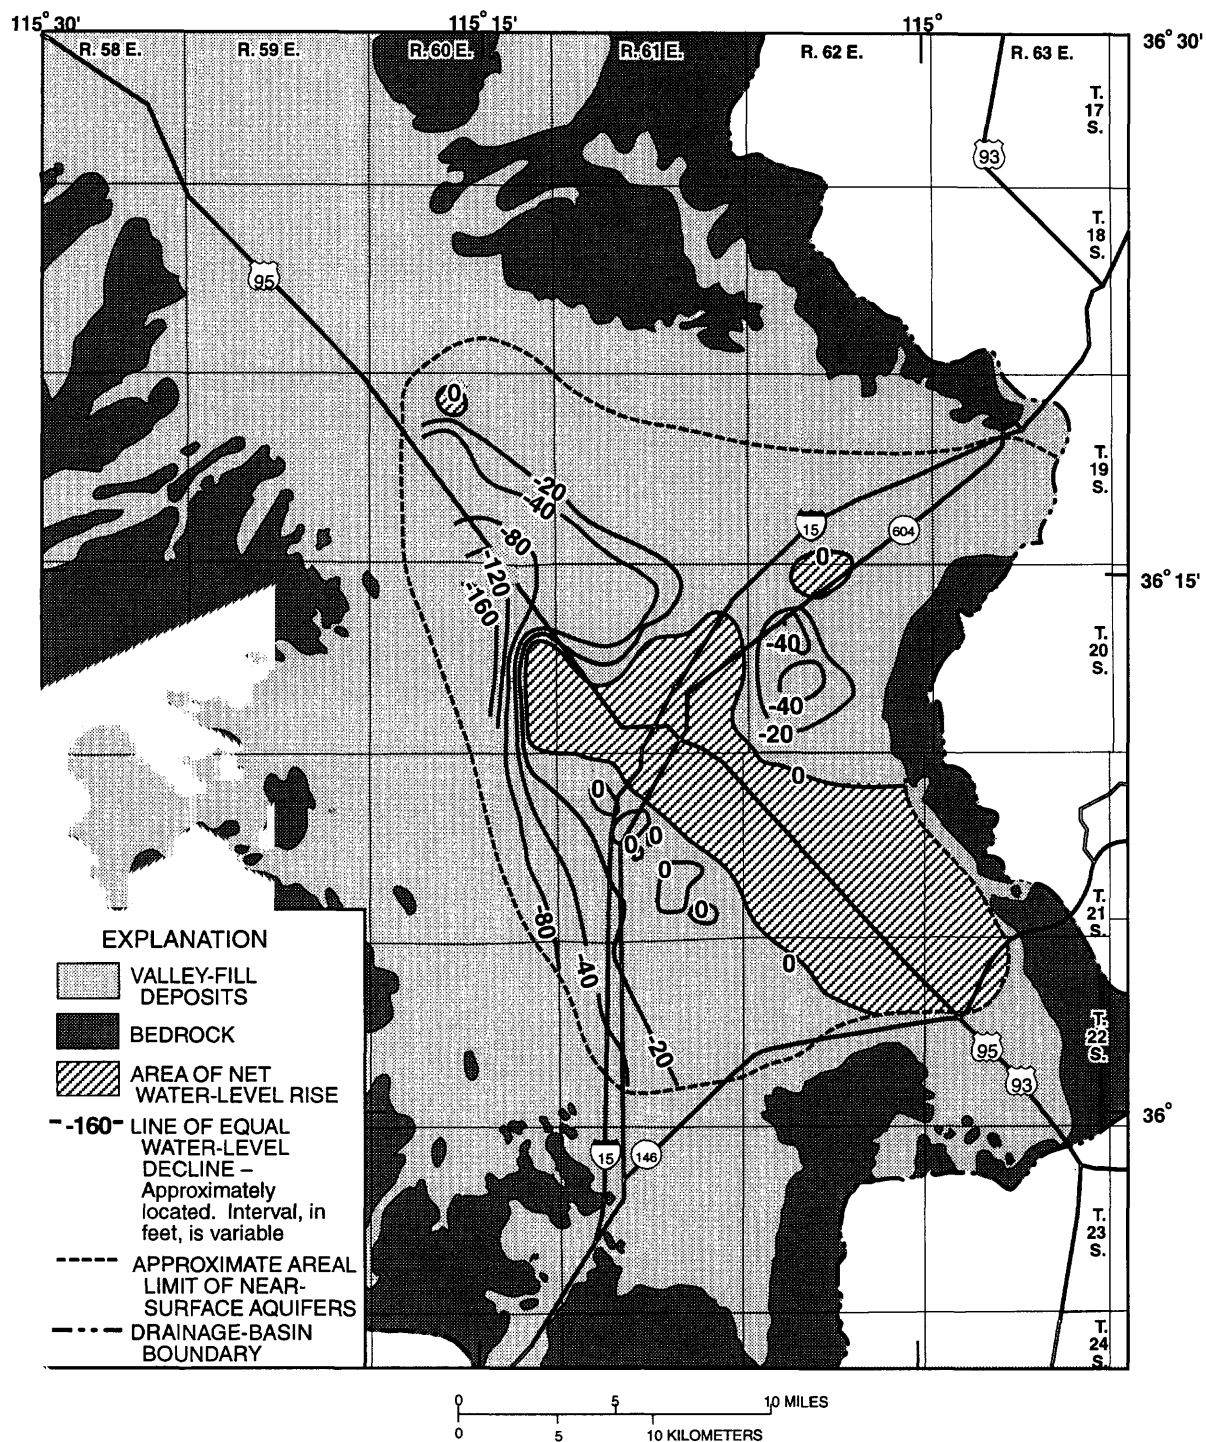 115° 30'
115° 15'
115°
R. 58 E.
R. 59 E.
R. 60 E.
R. 61 E.
R. 62 E.
R. 63 E.
36° 30'
T.
17
S.
93
T.
18
S.
95
0
T.
19
S.
-20
-40
15
604
-80
0
36° 15'
-120
-160
T.
20
S.
-40
-40
-20
0
0
0
0
0
0
T.
21
S.
-80
0
-40
T.
22
S.
-20
95
93
36°
15
146
T.
23
S.
T.
24
S.
EXPLANATION
VALLEY-FILL
DEPOSITS
BEDROCK
AREA OF NET
WATER-LEVEL RISE
-160
LINE OF EQUAL
WATER-LEVEL
DECLINE –
Approximately
located. Interval, in
feet, is variable
APPROXIMATE AREAL
LIMIT OF NEAR-
SURFACE AQUIFERS
DRAINAGE-BASIN
BOUNDARY
0 5 10 MILES
0 5 10 KILOMETERS